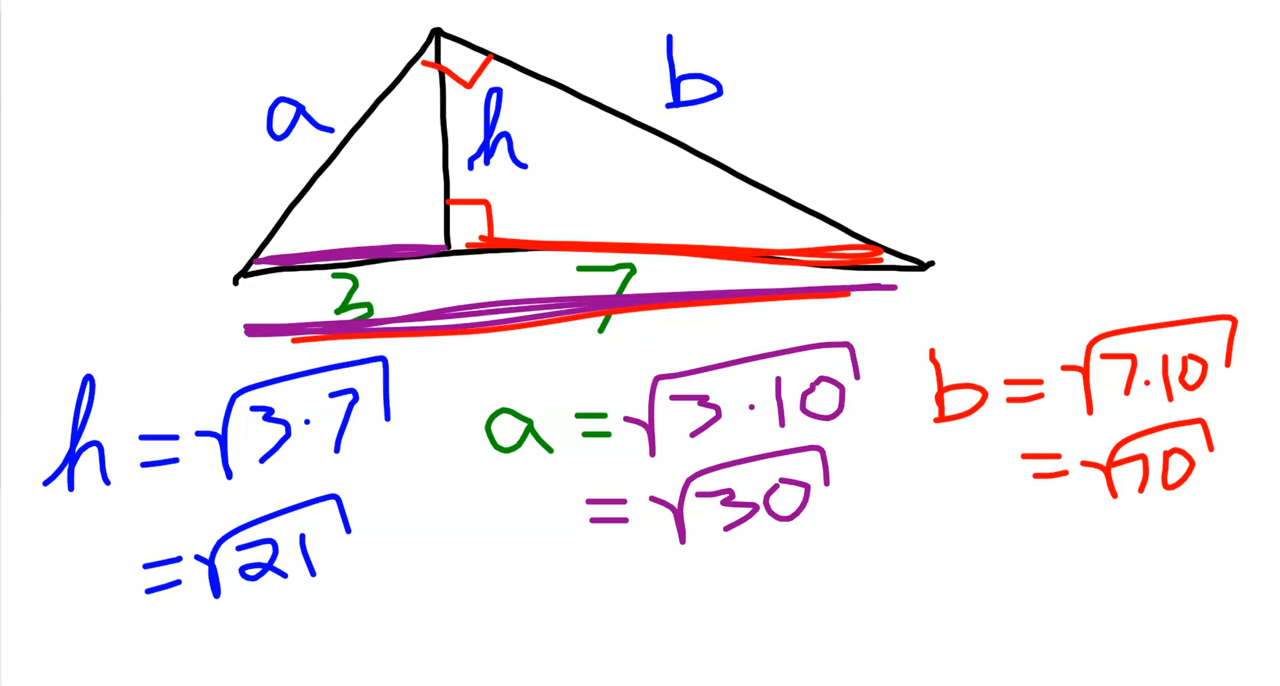 a
b
h
3
7
h = √3·7
= √21
a = √3·10
= √30
b = √7·10
= √70